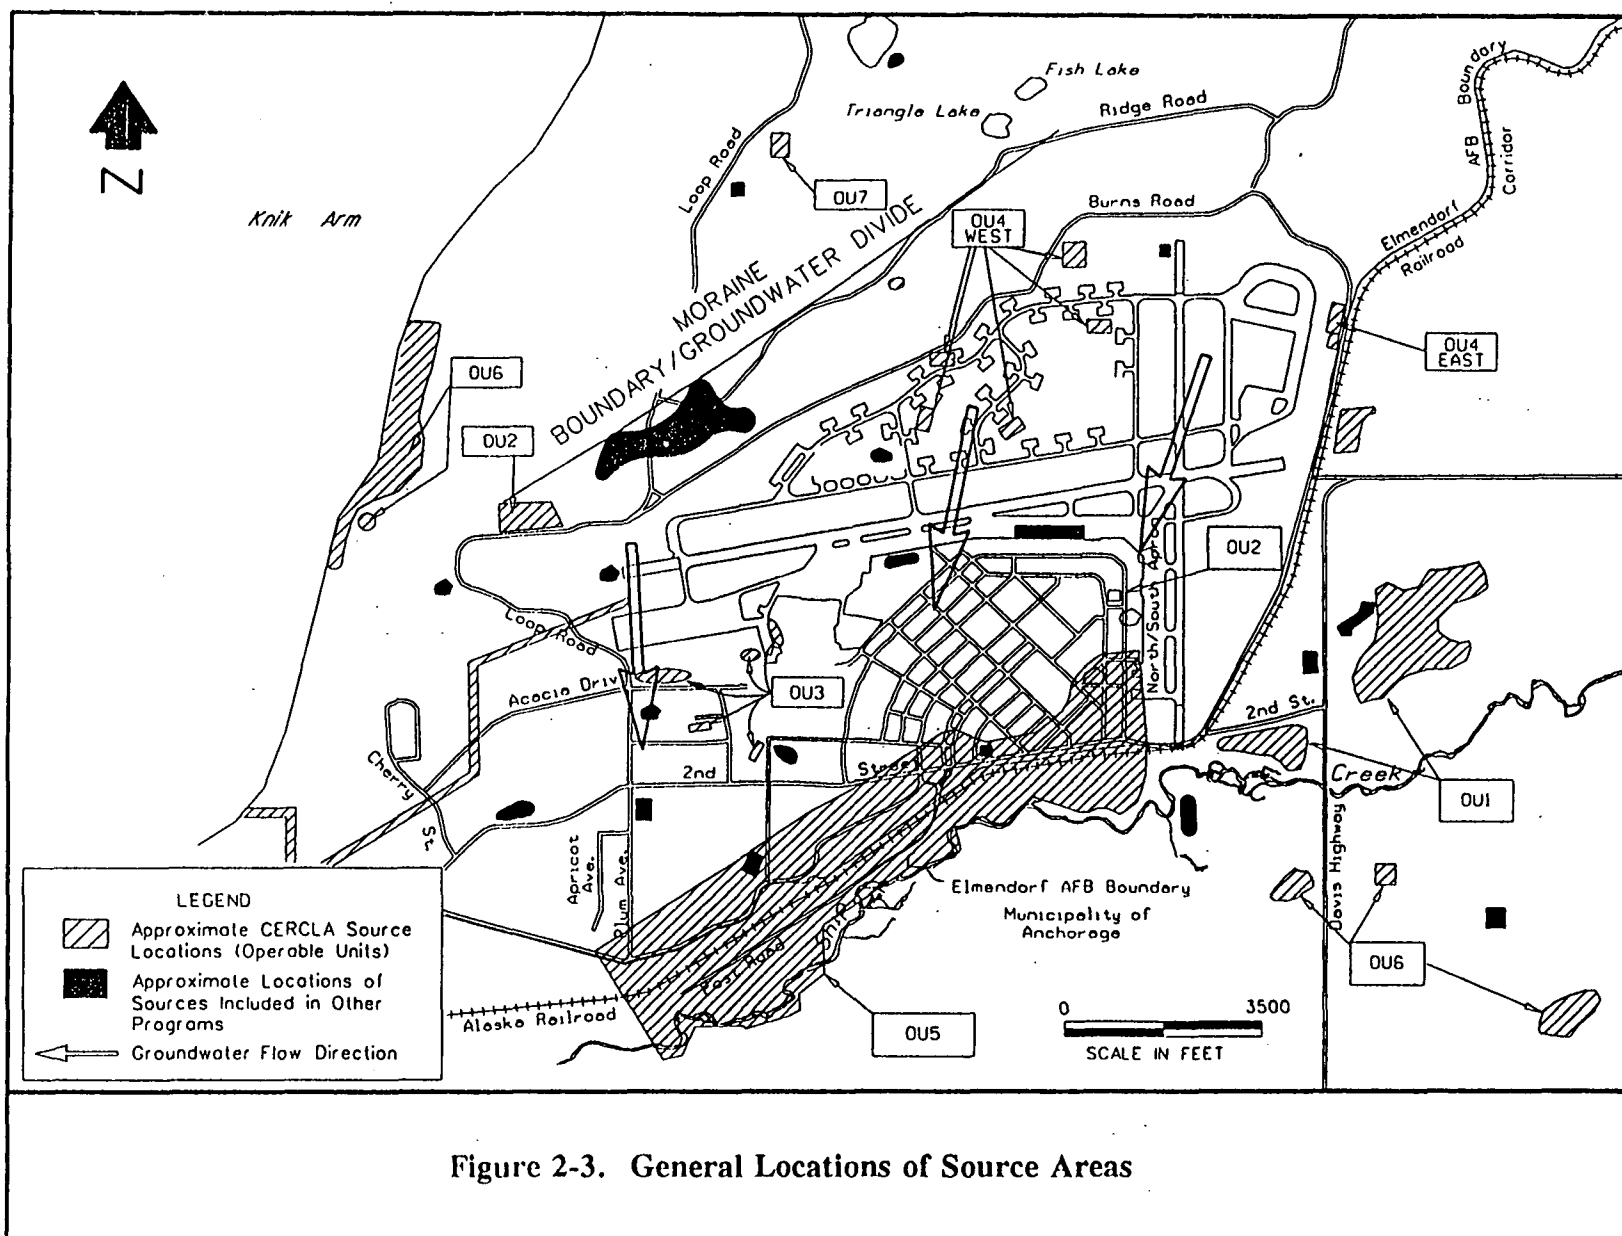 Fish Lake
Triangle Lake
Ridge Road
Loop Road
Boundary
AFB
Corridor
Elmendorf
Railroad
N
Knik Arm
OU7
Burns Road
OU4
WEST
MORAINE
BOUNDARY/GROUNDWATER DIVIDE
OU4
EAST
OU6
OU2
OU2
North/South Apron
Loop Road
Acacia Driv
OU3
2nd St.
Cherry St.
2nd
Street
Creek
OU1
Apricot
Ave.
Plum Ave.
Davis Highway
Elmendorf AFB Boundary
Municipality of
Anchorage
OU6
Post Road
Ship
Alaska Railroad
OU5
0 3500
SCALE IN FEET
LEGEND
Approximate CERCLA Source
Locations (Operable Units)
Approximate Locations of
Sources Included in Other
Programs
Groundwater Flow Direction
Figure 2-3. General Locations of Source Areas